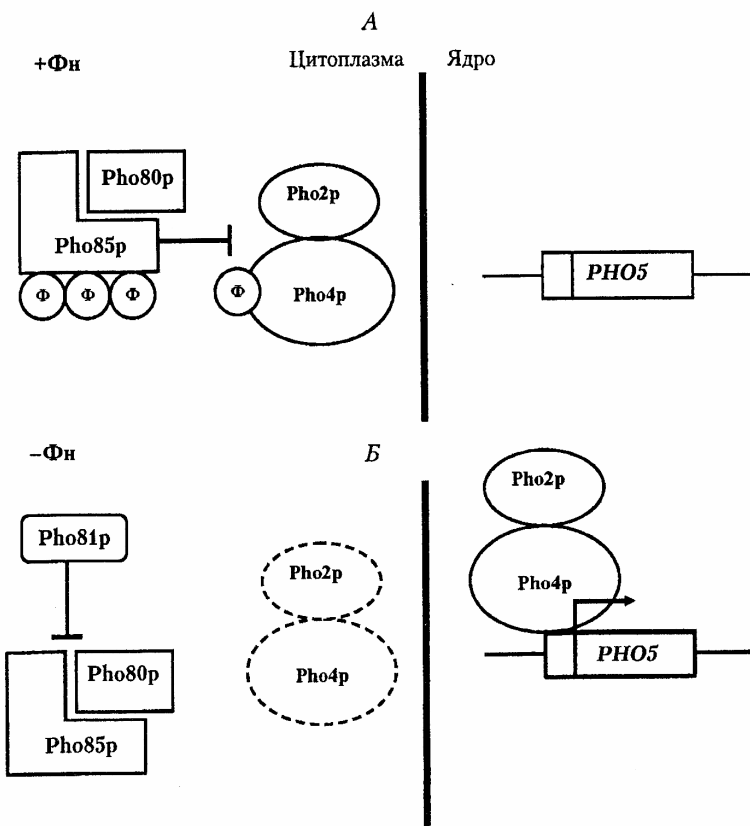 А
+Фн
Цитоплазма
Ядро
Pho80p
Pho2p
Pho85p
PHO5
Ф Ф Ф
Ф
Pho4p
–Фн
Б
Pho2p
Pho81p
Pho2p
Pho4p
Pho80p
Pho4p
PHO5
Pho85p